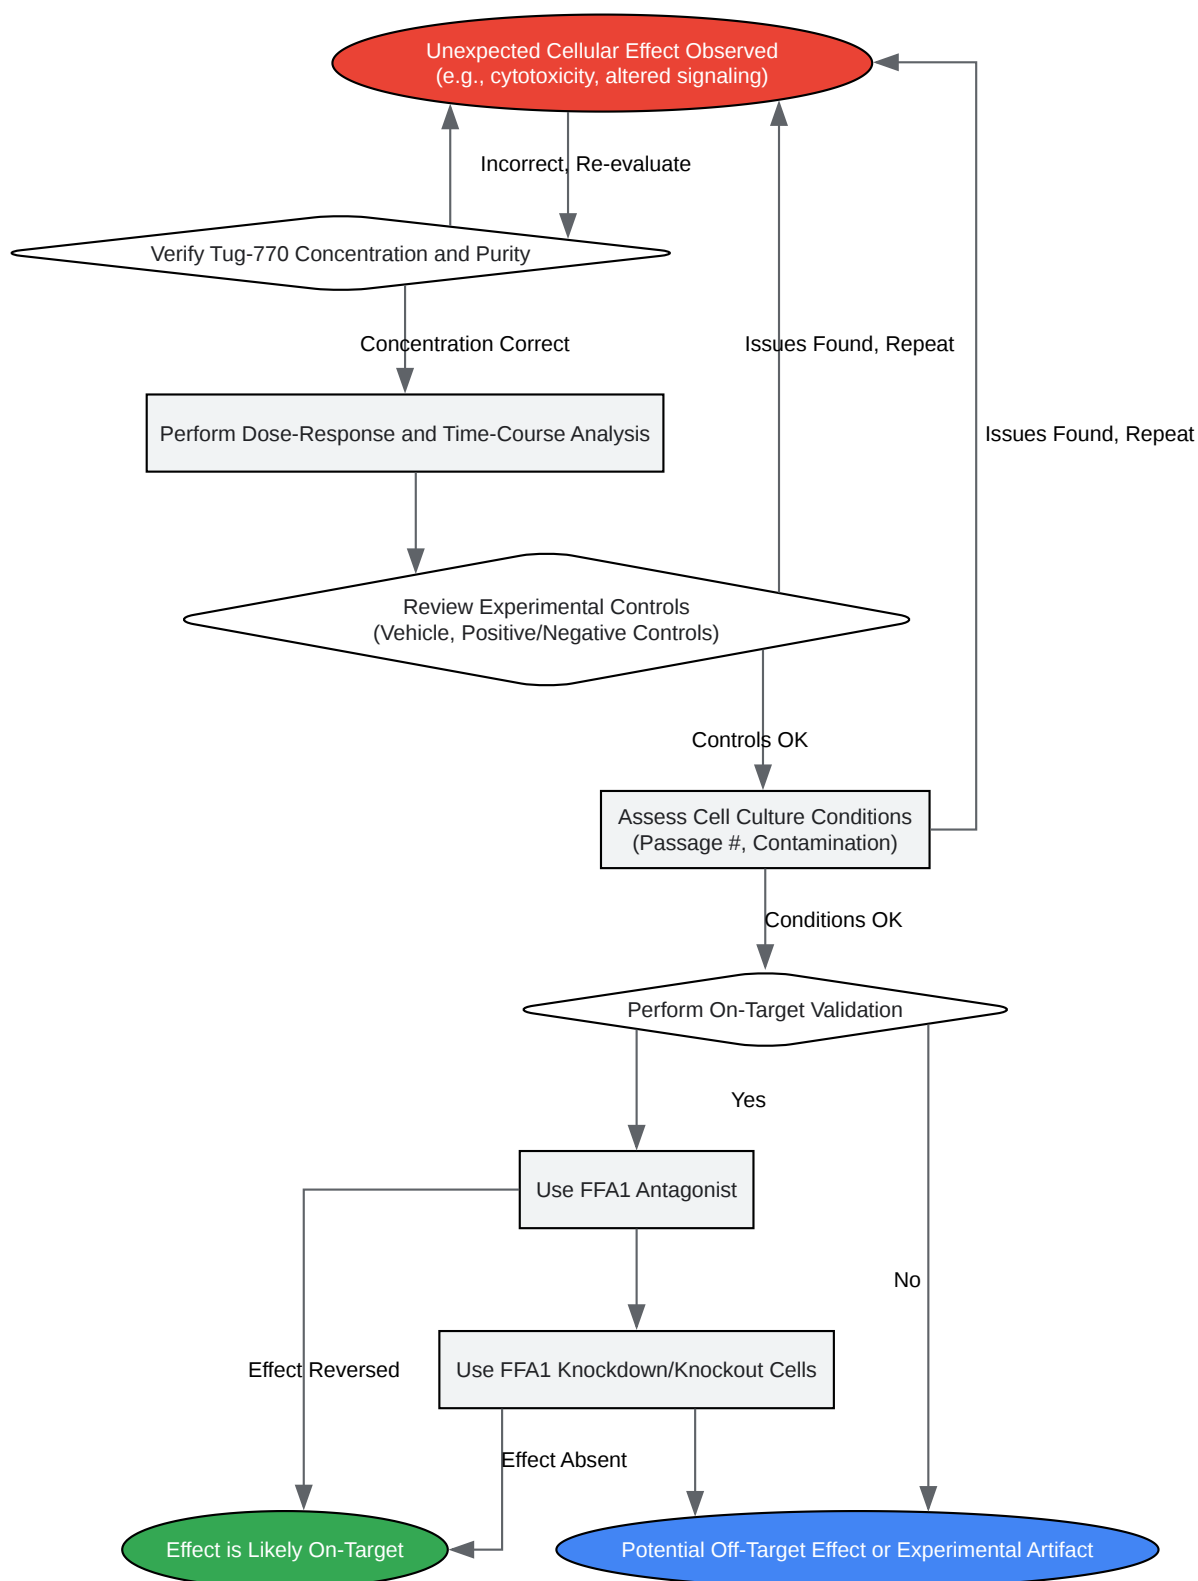 Unexpected Cellular Effect Observed
(e.g., cytotoxicity, altered signaling)
Incorrect, Re-evaluate
Verify Tug-770 Concentration and Purity
Concentration Correct
Issues Found, Repeat
Perform Dose-Response and Time-Course Analysis
Issues Found, Repeat
Review Experimental Controls
(Vehicle, Positive/Negative Controls)
Controls OK
Assess Cell Culture Conditions
(Passage #, Contamination)
Conditions OK
Perform On-Target Validation
Yes
Use FFA1 Antagonist
No
Effect Reversed
Use FFA1 Knockdown/Knockout Cells
Effect Absent
Effect is Likely On-Target
Potential Off-Target Effect or Experimental Artifact